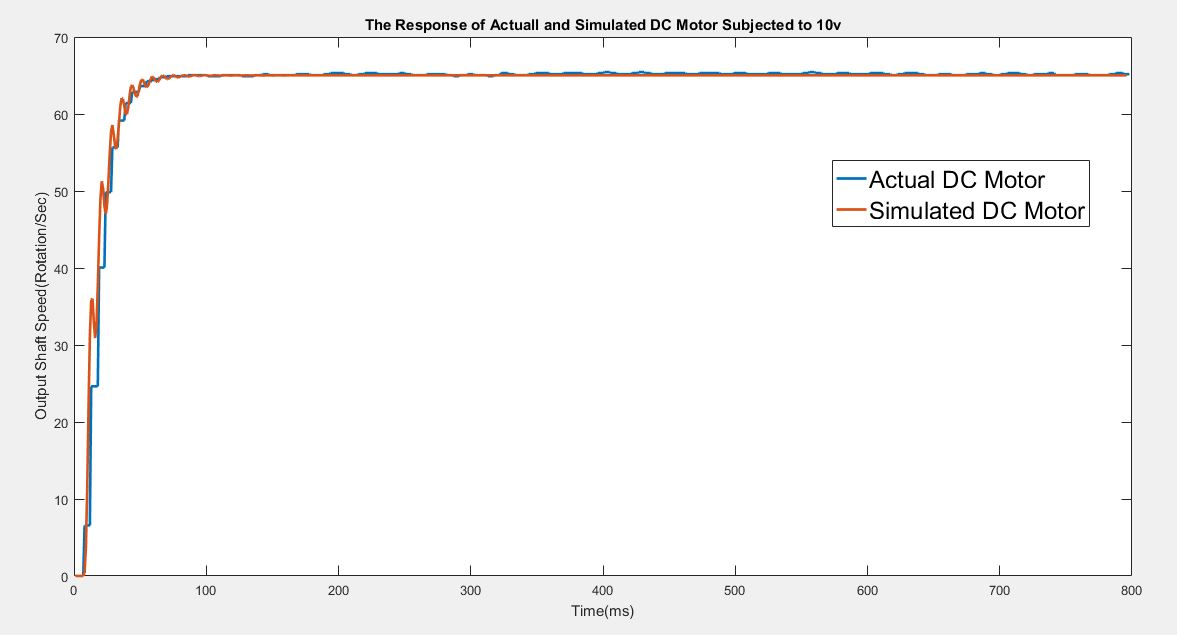 The Response of Actuall and Simulated DC Motor Subjected to 10v
70
60
50
40
30
20
10
0
Output Shaft Speed(Rotation/Sec)
Actual DC Motor
Simulated DC Motor
0 100 200 300 400 500 600 700 800
Time(ms)